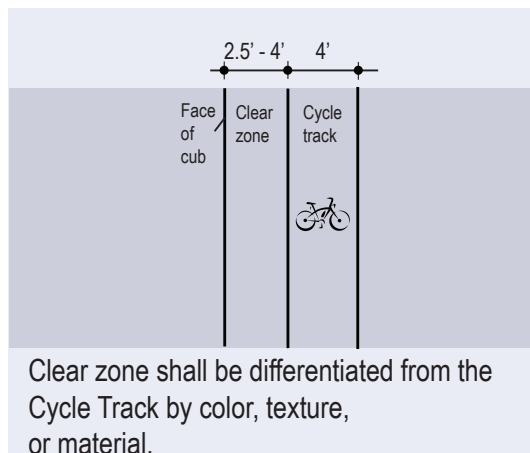 2.5' - 4' 4'
Face
of
cub
Clear
zone
Cycle
track
Clear zone shall be differentiated from the
Cycle Track by color, texture,
or material.